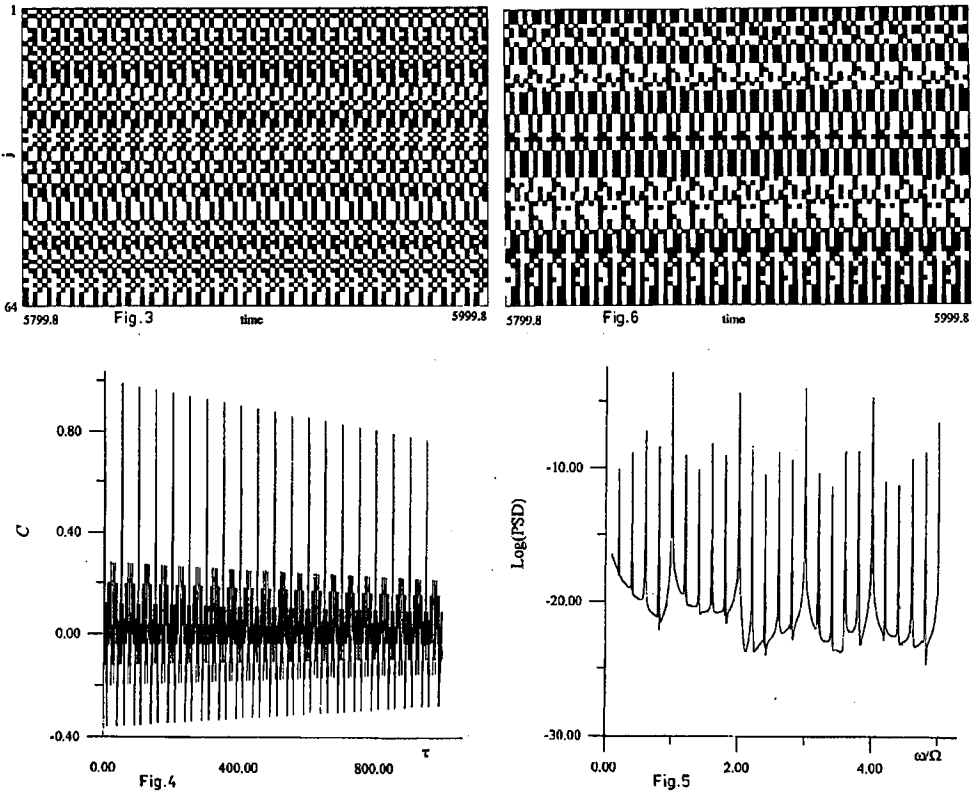 1
j
64
5799.8 Fig.3 time 5999.8
5799.8 Fig.6 time 5999.8
0.80
0.40
C
0.00
-0.40
0.00 400.00 800.00 τ
Fig.4
-10.00
Log(PSD)
-20.00
-30.00
0.00 2.00 4.00 ω/Ω
Fig.5